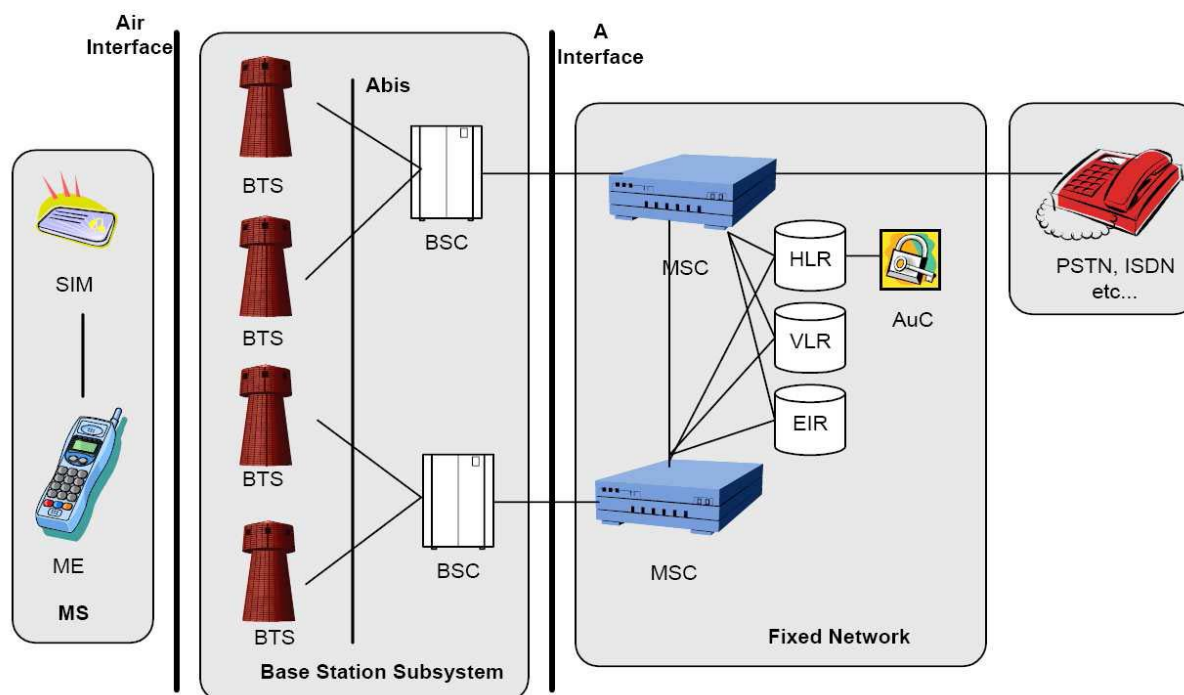 Air
Interface
SIM
ME
MS
BTS
BTS
BTS
BTS
Abis
BSC
BSC
Base Station Subsystem
A
Interface
MSC
MSC
HLR
VLR
EIR
AuC
Fixed Network
PSTN, ISDN
etc...